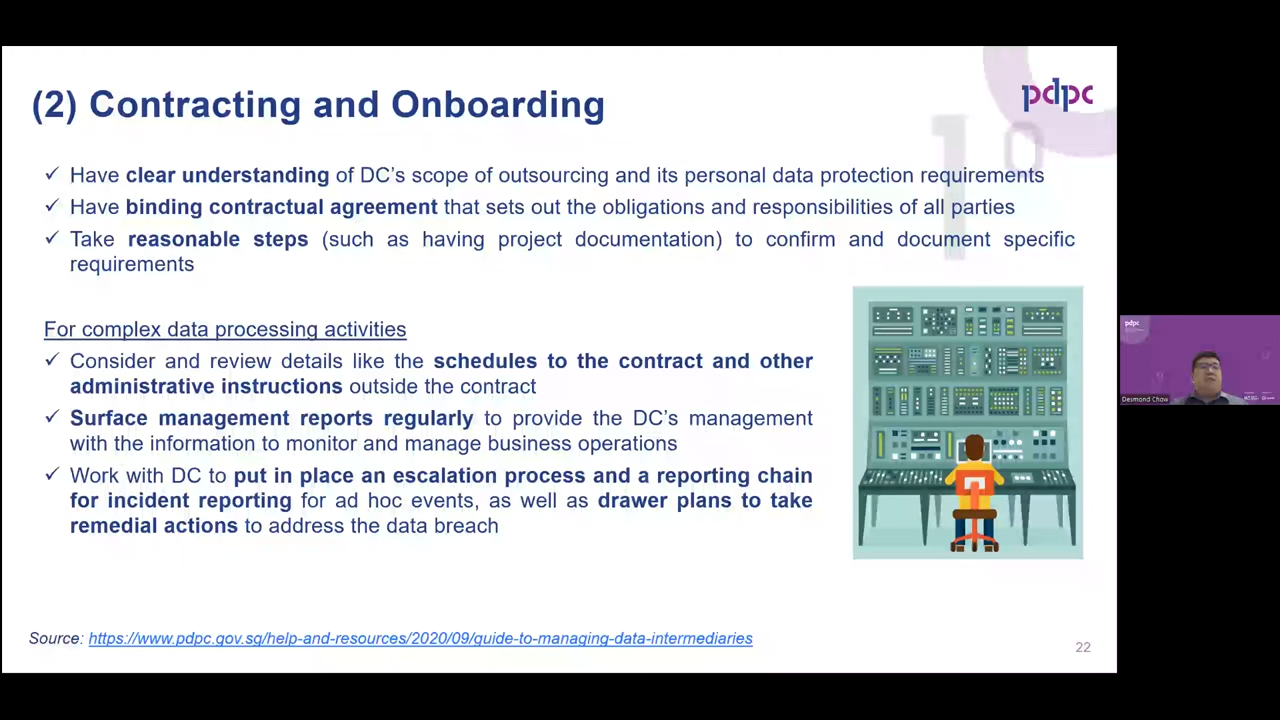 (2) Contracting and Onboarding
pdpc
✓ Have clear understanding of DC's scope of outsourcing and its personal data protection requirements
✓ Have binding contractual agreement that sets out the obligations and responsibilities of all parties
✓ Take reasonable steps (such as having project documentation) to confirm and document specific
requirements
For complex data processing activities
✓ Consider and review details like the schedules to the contract and other
administrative instructions outside the contract
✓ Surface management reports regularly to provide the DC's management
with the information to monitor and manage business operations
✓ Work with DC to put in place an escalation process and a reporting chain
for incident reporting for ad hoc events, as well as drawer plans to take
remedial actions to address the data breach
Source: https://www.pdpc.gov.sg/help-and-resources/2020/09/guide-to-managing-data-intermediaries
22
1 0
1
pdpc
Desmond Chow